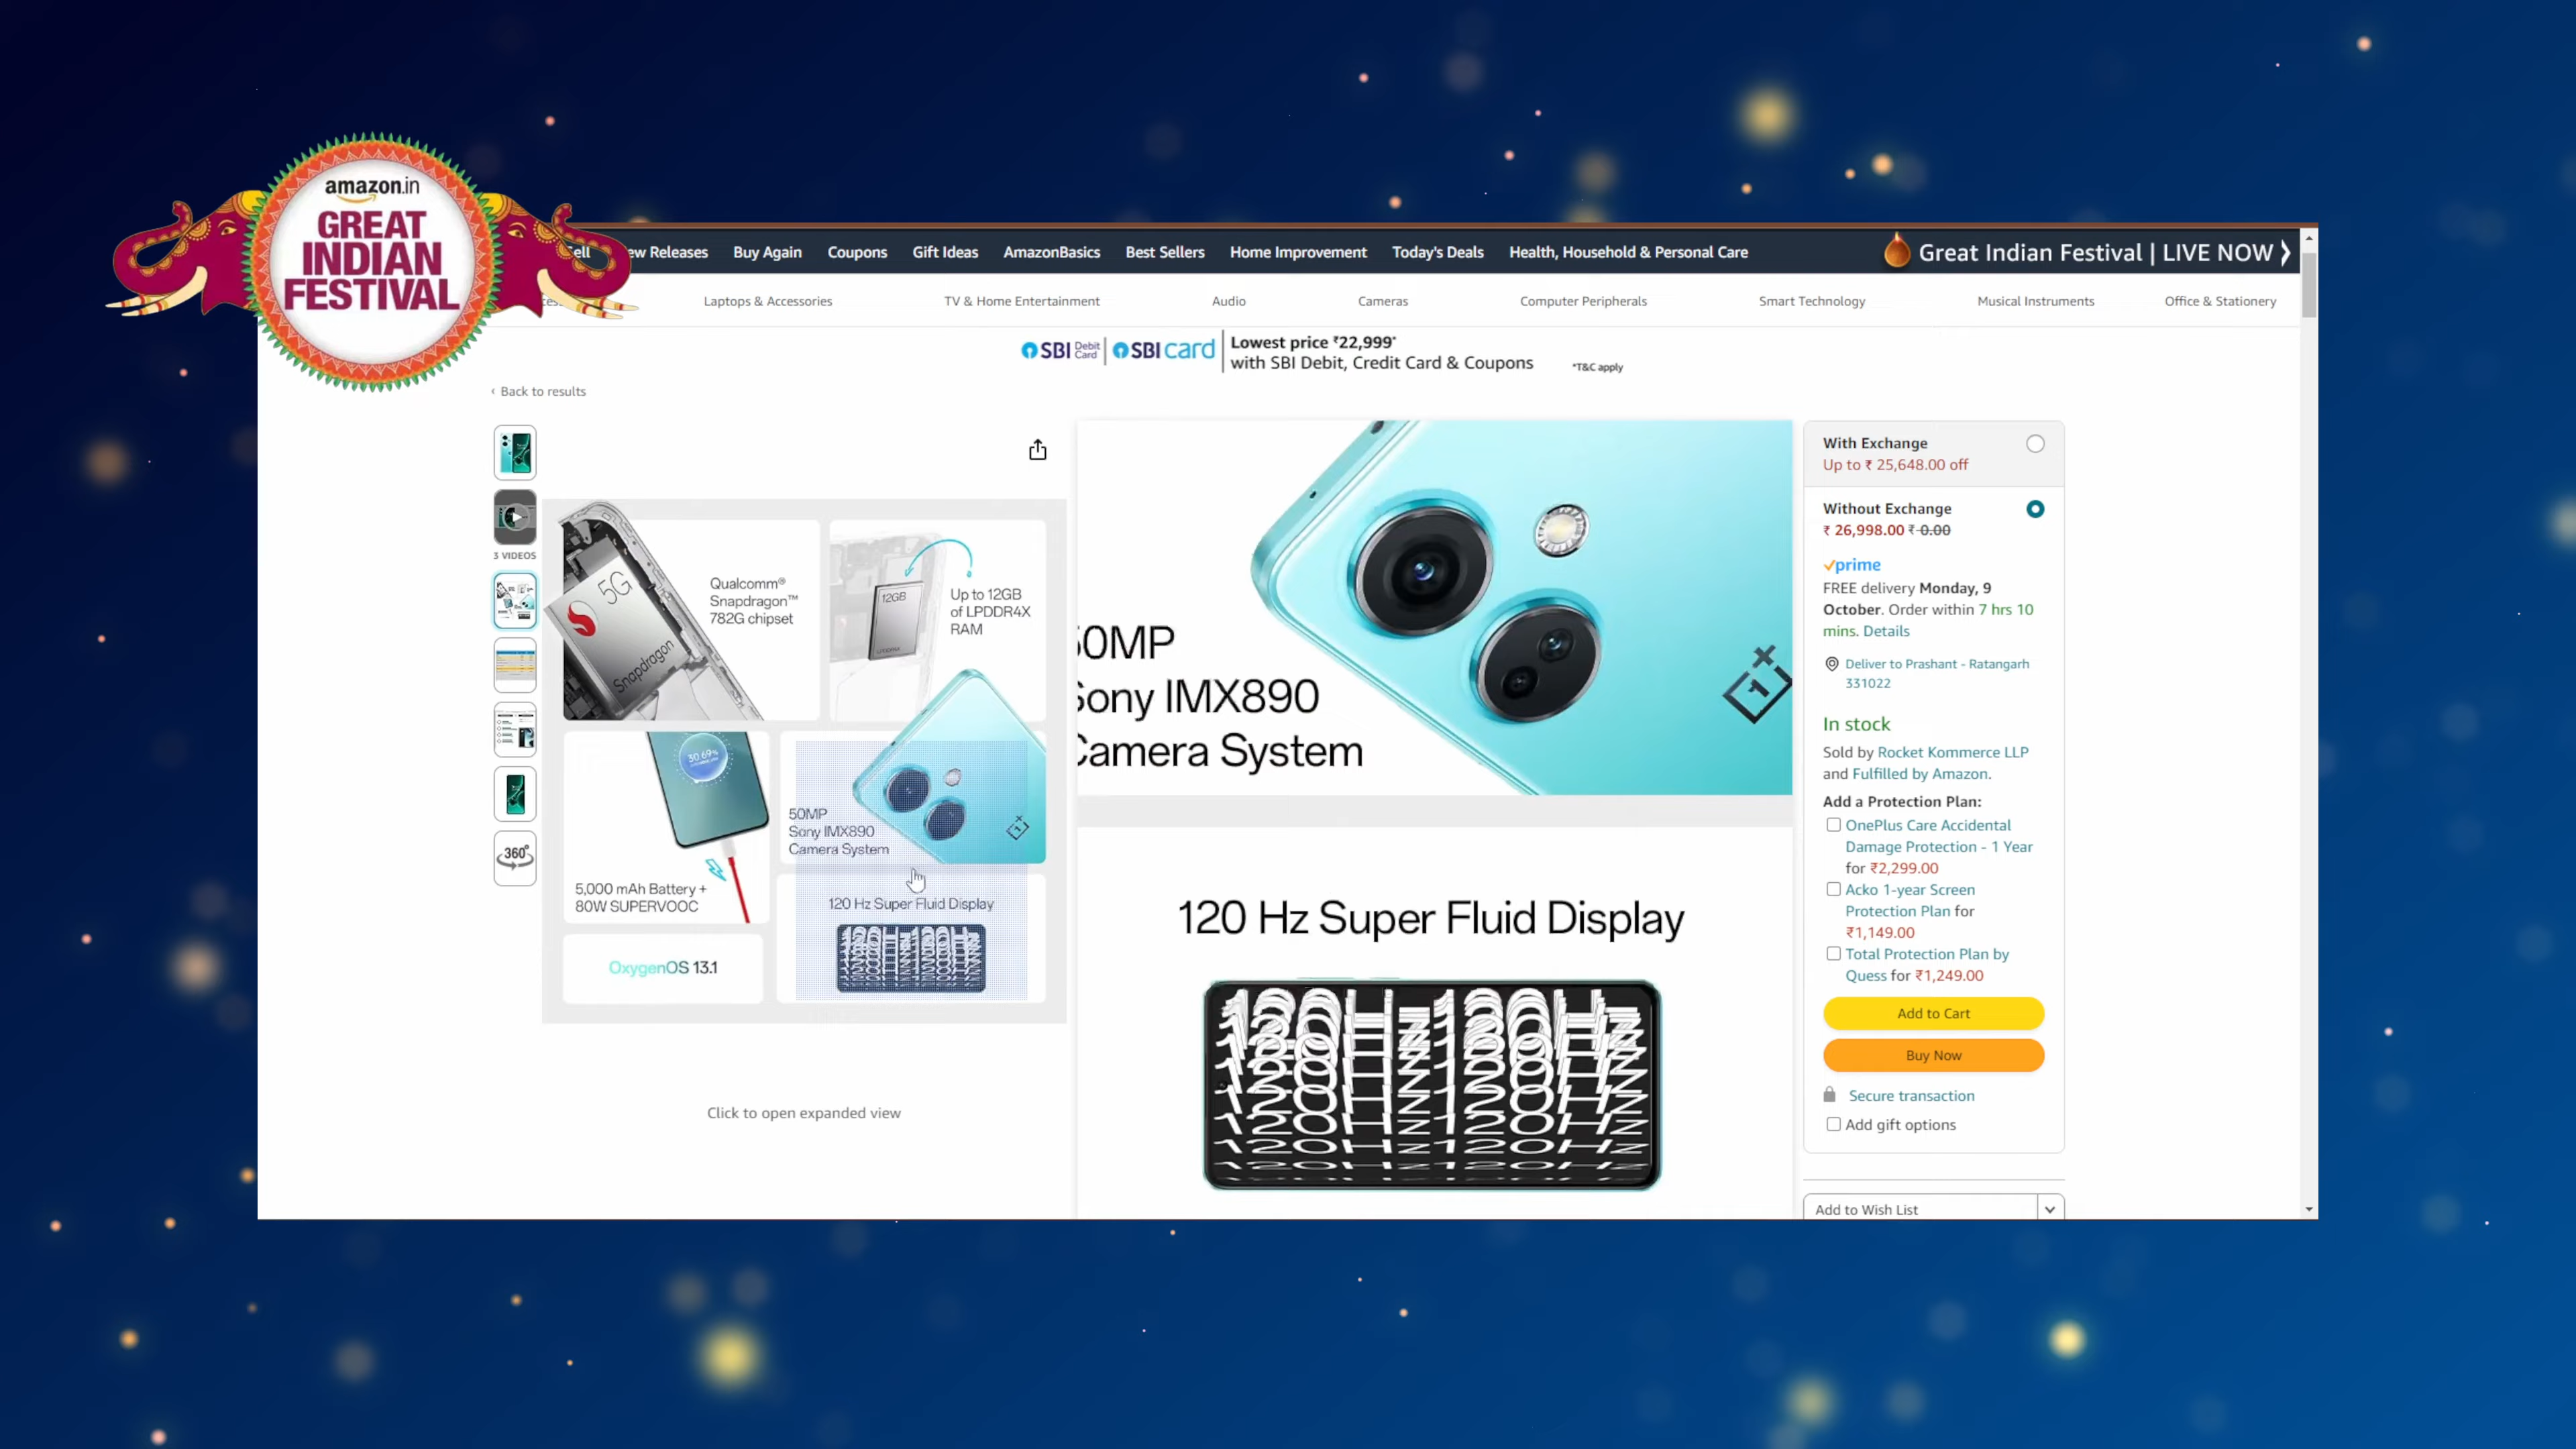 amazon.in
GREAT
INDIAN
FESTIVAL
ell
ew Releases
Buy Again
Coupons
Gift Ideas
AmazonBasics
Best Sellers
Home Improvement
Today's Deals
Health, Household & Personal Care
Great Indian Festival | LIVE NOW
Laptops & Accessories
TV & Home Entertainment
Audio
Cameras
Computer Peripherals
Smart Technology
Musical Instruments
Office & Stationery
SBI Debit Card
SBI card
Lowest price ₹22,999*
with SBI Debit, Credit Card & Coupons
*T&C apply
‹ Back to results
3 VIDEOS
360°
5G
Snapdragon
Qualcomm®
Snapdragon™
782G chipset
12GB
Up to 12GB
of LPDDR4X
RAM
30.69%
5,000 mAh Battery +
80W SUPERVOOC
50MP
Sony IMX890
Camera System
120 Hz Super Fluid Display
OxygenOS 13.1
Click to open expanded view
50MP
Sony IMX890
Camera System
120 Hz Super Fluid Display
120Hz120Hz
With Exchange
Up to ₹ 25,648.00 off
Without Exchange
₹ 26,998.00 ₹ 0.00
prime
FREE delivery Monday, 9
October. Order within 7 hrs 10
mins. Details
Deliver to Prashant - Ratangarh
331022
In stock
Sold by Rocket Kommerce LLP
and Fulfilled by Amazon.
Add a Protection Plan:
OnePlus Care Accidental
Damage Protection - 1 Year
for ₹2,299.00
Acko 1-year Screen
Protection Plan for
₹1,149.00
Total Protection Plan by
Quess for ₹1,249.00
Add to Cart
Buy Now
Secure transaction
Add gift options
Add to Wish List